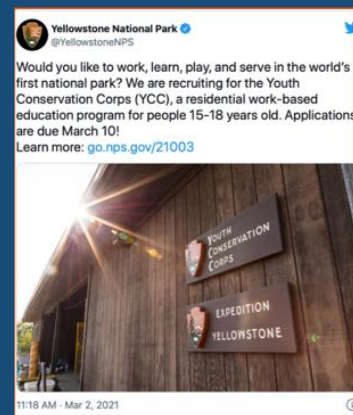 Yellowstone National Park
@YellowstoneNPS
Would you like to work, learn, play, and serve in the world's
first national park? We are recruiting for the Youth
Conservation Corps (YCC), a residential work-based
education program for people 15-18 years old. Applications
are due March 10!
Learn more: go.nps.gov/21003
YOUTH
CONSERVATION
CORPS
EXPEDITION
YELLOWSTONE
11:18 AM · Mar 2, 2021